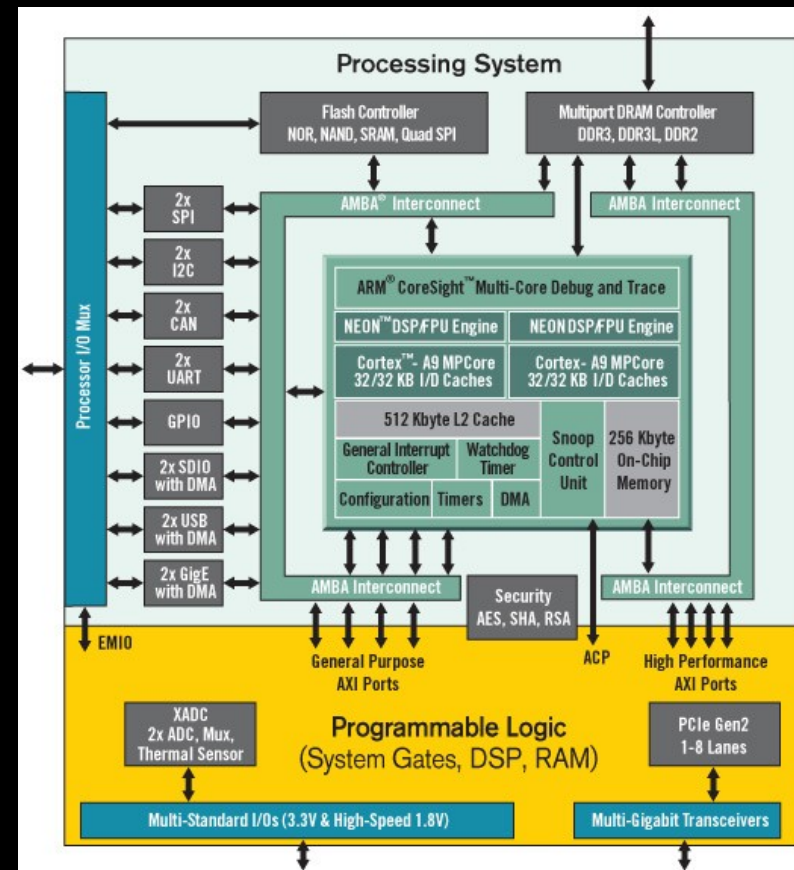 Processing System
Flash Controller
NOR, NAND, SRAM, Quad SPI
Multiport DRAM Controller
DDR3, DDR3L, DDR2
AMBA® Interconnect
AMBA Interconnect
Processor I/O Mux
2x
SPI
2x
I2C
2x
CAN
2x
UART
GPIO
2x SDIO
with DMA
2x USB
with DMA
2x GigE
with DMA
ARM® CoreSight™ Multi-Core Debug and Trace
NEON™ DSP/FPU Engine
NEON DSP/FPU Engine
Cortex™- A9 MPCore
32/32 KB I/D Caches
Cortex- A9 MPCore
32/32 KB I/D Caches
512 Kbyte L2 Cache
General Interrupt
Controller
Watchdog
Timer
Configuration
Timers
DMA
Snoop
Control
Unit
256 Kbyte
On-Chip
Memory
AMBA Interconnect
Security
AES, SHA, RSA
AMBA Interconnect
EMIO
General Purpose
AXI Ports
ACP
High Performance
AXI Ports
XADC
2x ADC, Mux,
Thermal Sensor
Programmable Logic
(System Gates, DSP, RAM)
PCIe Gen2
1-8 Lanes
Multi-Standard I/Os (3.3V & High-Speed 1.8V)
Multi-Gigabit Transceivers